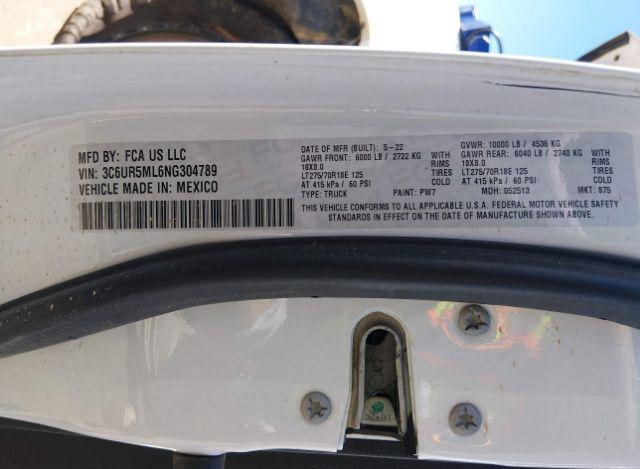 MFD BY: FCA US LLC
VIN: 3C6UR5ML6NG304789
VEHICLE MADE IN: MEXICO
DATE OF MFR (BUILT): 5-22 GVWR: 10000 LB / 4536 KG
GAWR FRONT: 6000 LB / 2722 KG WITH GAWR REAR: 6040 LB / 2740 KG WITH
18X8.0 RIMS 18X8.0 RIMS
LT275/70R18E 125 TIRES LT275/70R18E 125 TIRES
AT 415 kPa / 60 PSI COLD AT 415 kPa / 60 PSI COLD
TYPE: TRUCK PAINT: PW7 MDH: 052513 MKT: 875
THIS VEHICLE CONFORMS TO ALL APPLICABLE U.S.A. FEDERAL MOTOR VEHICLE SAFETY
STANDARDS IN EFFECT ON THE DATE OF MANUFACTURE SHOWN ABOVE.